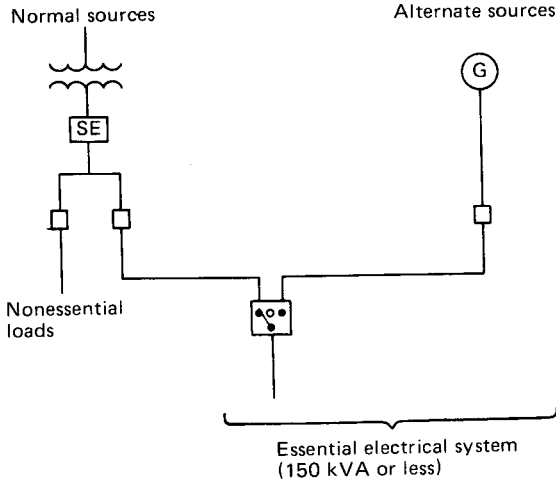 Normal sources
Alternate sources
G
SE
Nonessential
loads
Essential electrical system
(150 kVA or less)